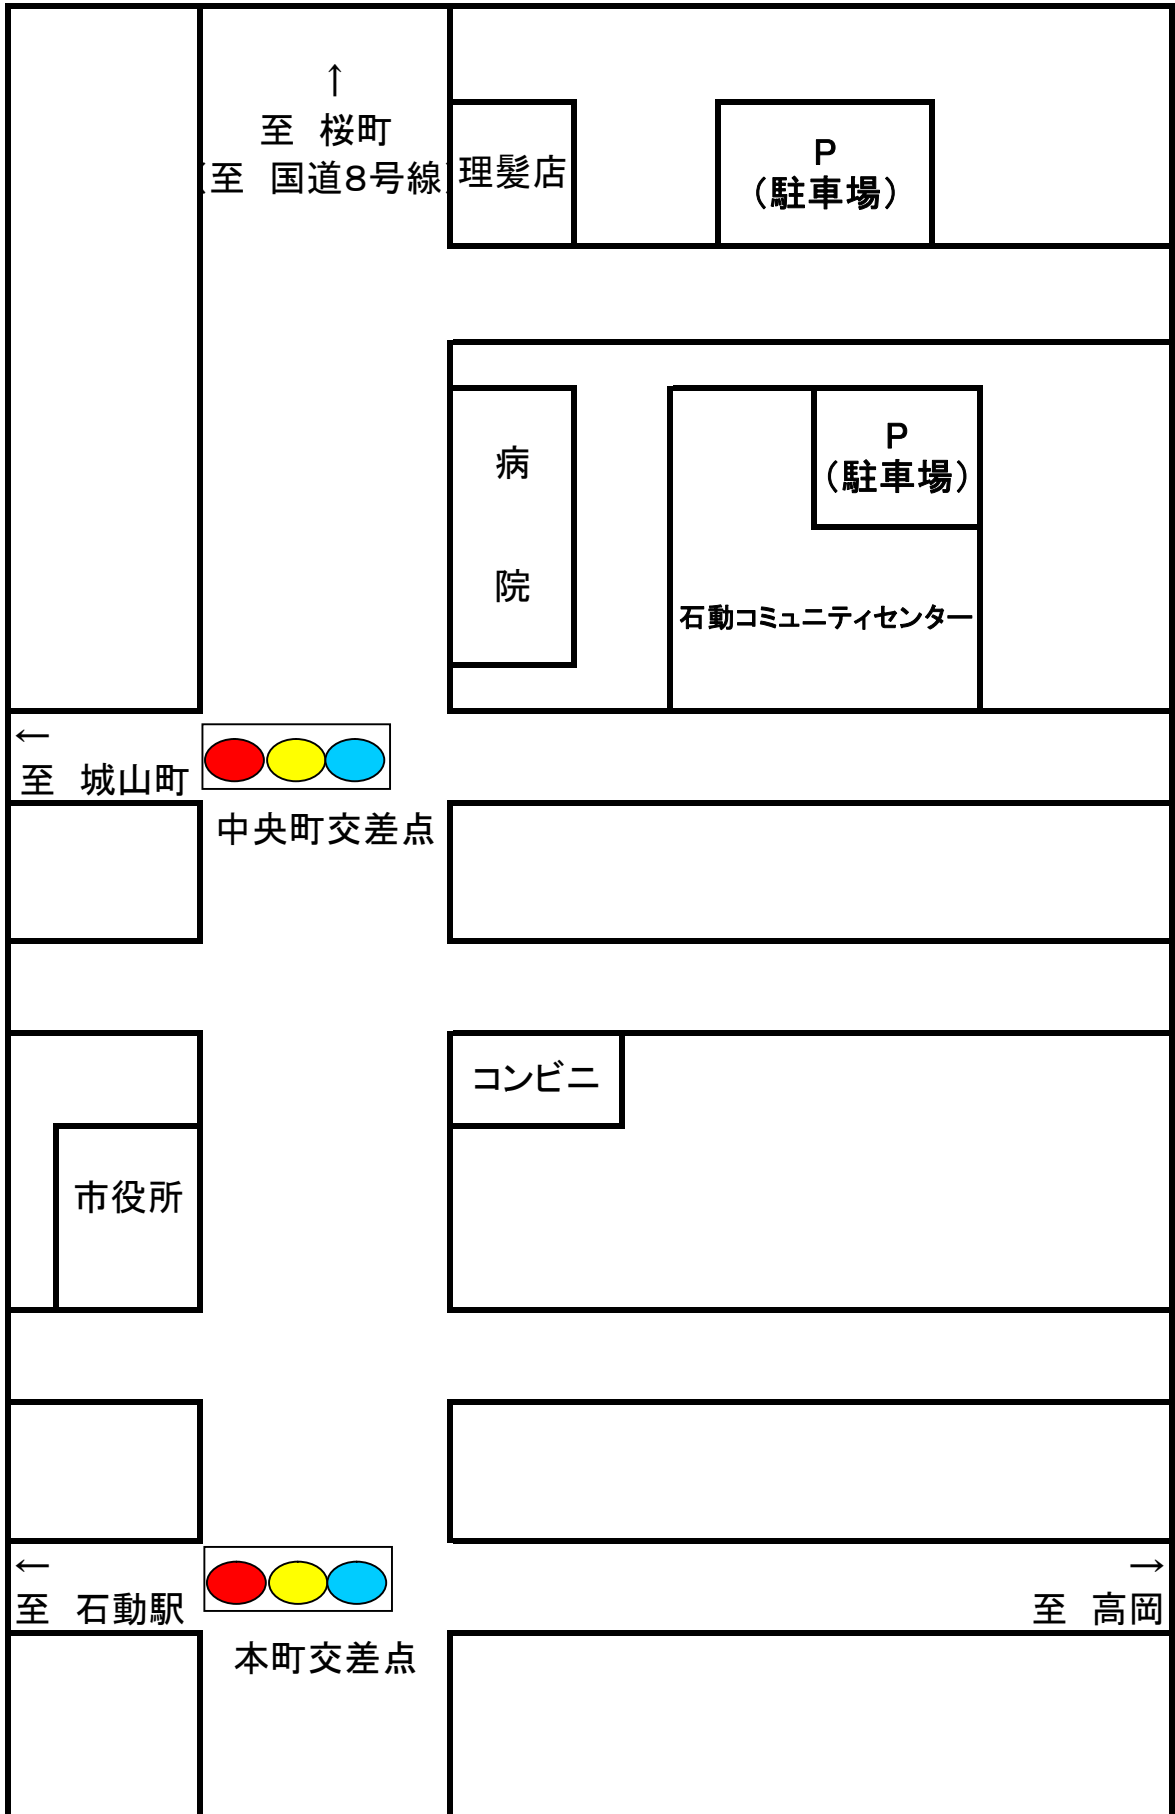 ↑
至　桜町
（至　国道8号線）
理髪店
P
（駐車場）
病
院
P
（駐車場）
石動コミュニティセンター
←
至　城山町
中央町交差点
コンビニ
市役所
←
至　石動駅
→
至　高岡
本町交差点